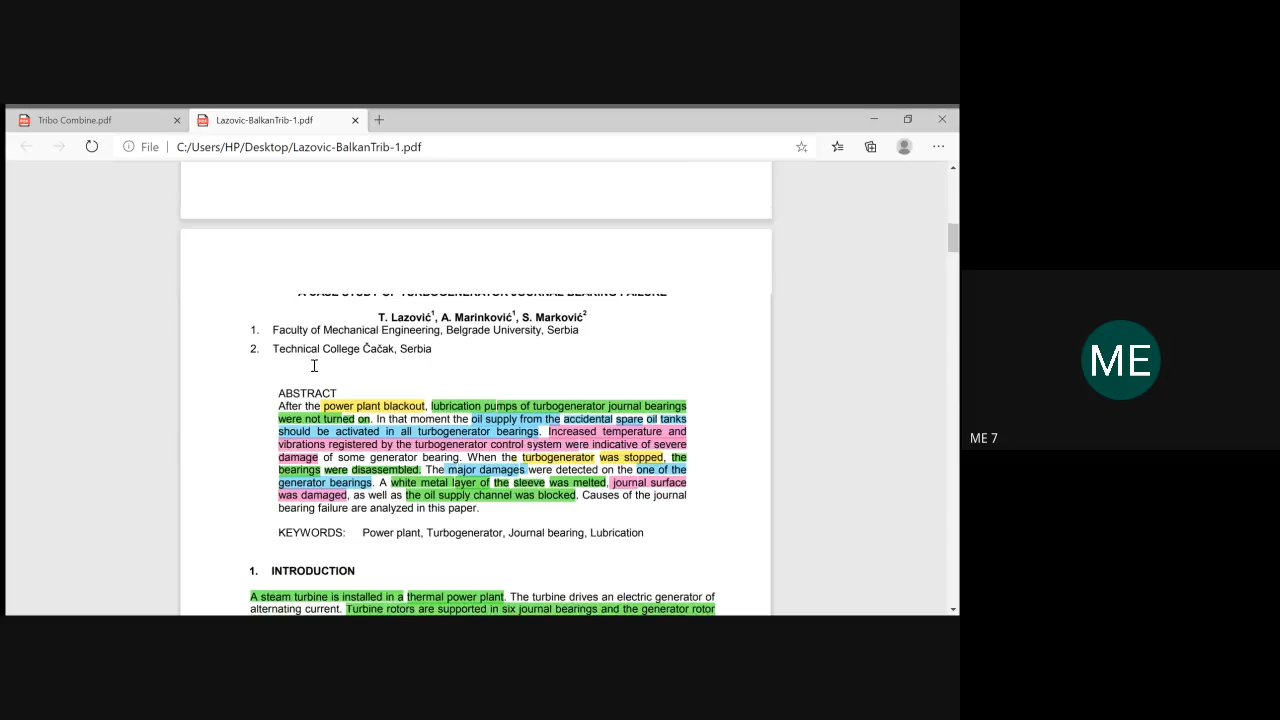 Tribo Combine.pdf
Lazovic-BalkanTrib-1.pdf
File
C:/Users/HP/Desktop/Lazovic-BalkanTrib-1.pdf
A CASE STUDY OF TURBOGENERATOR JOURNAL BEARING FAILURE
T. Lazović1, A. Marinković1, S. Marković2
1. Faculty of Mechanical Engineering, Belgrade University, Serbia
2. Technical College Čačak, Serbia
ABSTRACT
After the power plant blackout, lubrication pumps of turbogenerator journal bearings
were not turned on. In that moment the oil supply from the accidental spare oil tanks
should be activated in all turbogenerator bearings. Increased temperature and
vibrations registered by the turbogenerator control system were indicative of severe
damage of some generator bearing. When the turbogenerator was stopped, the
bearings were disassembled. The major damages were detected on the one of the
generator bearings. A white metal layer of the sleeve was melted, journal surface
was damaged, as well as the oil supply channel was blocked. Causes of the journal
bearing failure are analyzed in this paper.
KEYWORDS: Power plant, Turbogenerator, Journal bearing, Lubrication
1. INTRODUCTION
A steam turbine is installed in a thermal power plant. The turbine drives an electric generator of
alternating current. Turbine rotors are supported in six journal bearings and the generator rotor
ME
ME 7